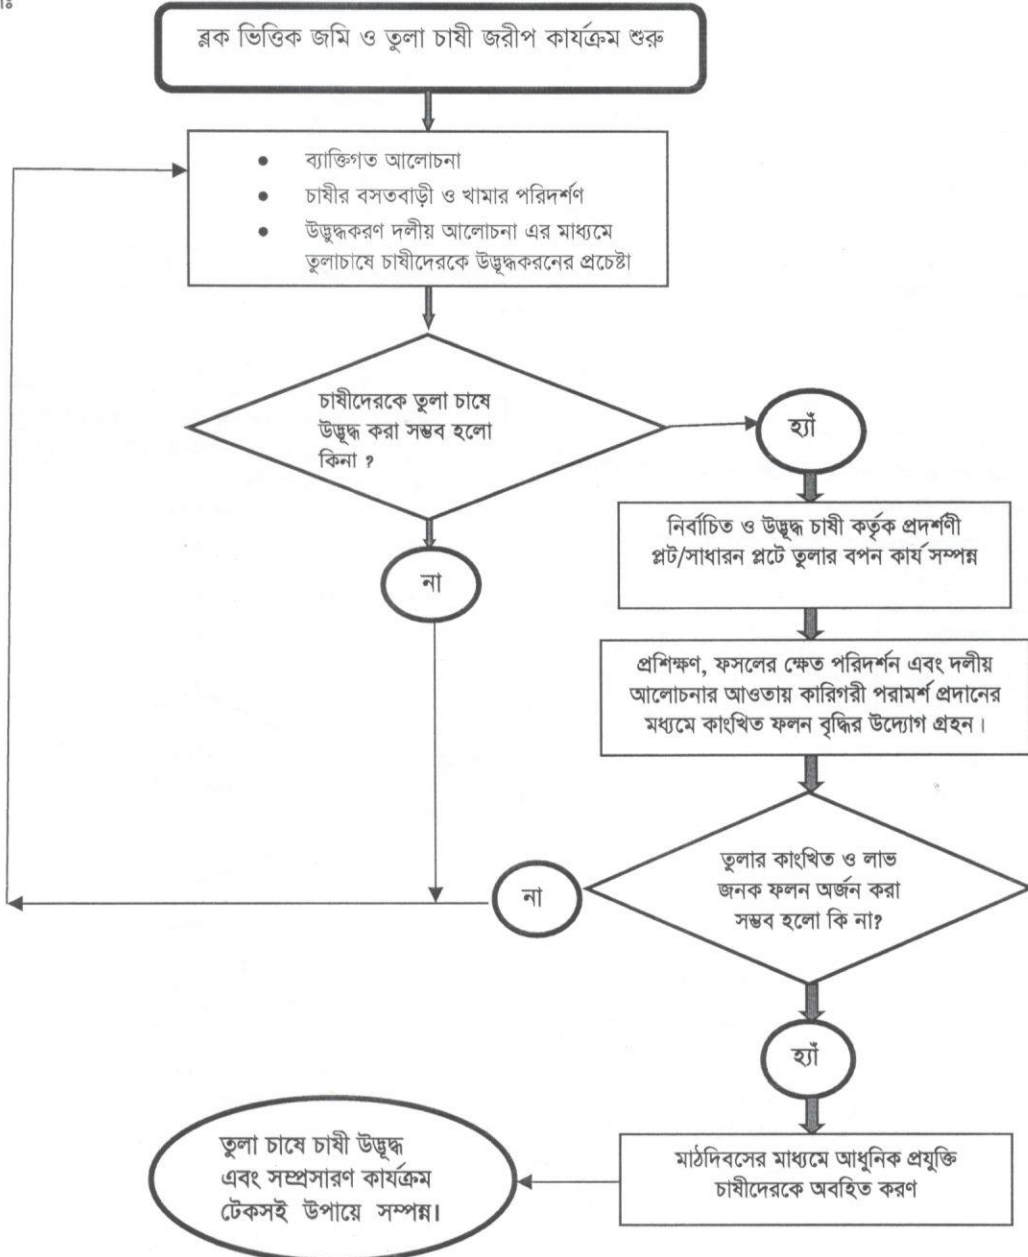 ব্লক ভিত্তিক জমি ও তুলা চাষী জরীপ কার্যক্রম শুরু
• ব্যাক্তিগত আলোচনা
• চাষীর বসতবাড়ী ও খামার পরিদর্শণ
• উদ্ভুদ্ধকরণ দলীয় আলোচনা এর মাধ্যমে
তুলাচাষে চাষীদেরকে উদ্ভূদ্ধকরনের প্রচেষ্টা
চাষীদেরকে তুলা চাষে
উদ্ভূদ্ধ করা সম্ভব হলো
কিনা ?
হ্যাঁ
না
নির্বাচিত ও উদ্ভূদ্ধ চাষী কর্তৃক প্রদর্শণী
প্লট/সাধারন প্লটে তুলার বপন কার্য সম্পন্ন
প্রশিক্ষণ, ফসলের ক্ষেত পরিদর্শন এবং দলীয়
আলোচনার আওতায় কারিগরী পরামর্শ প্রদানের
মধ্যমে কাংখিত ফলন বৃদ্ধির উদ্যোগ গ্রহন।
তুলার কাংখিত ও লাভ
জনক ফলন অর্জন করা
সম্ভব হলো কি না?
না
হ্যাঁ
মাঠদিবসের মাধ্যমে আধুনিক প্রযুক্তি
চাষীদেরকে অবহিত করণ
তুলা চাষে চাষী উদ্ভূদ্ধ
এবং সম্প্রসারণ কার্যক্রম
টেকসই উপায়ে সম্পন্ন।